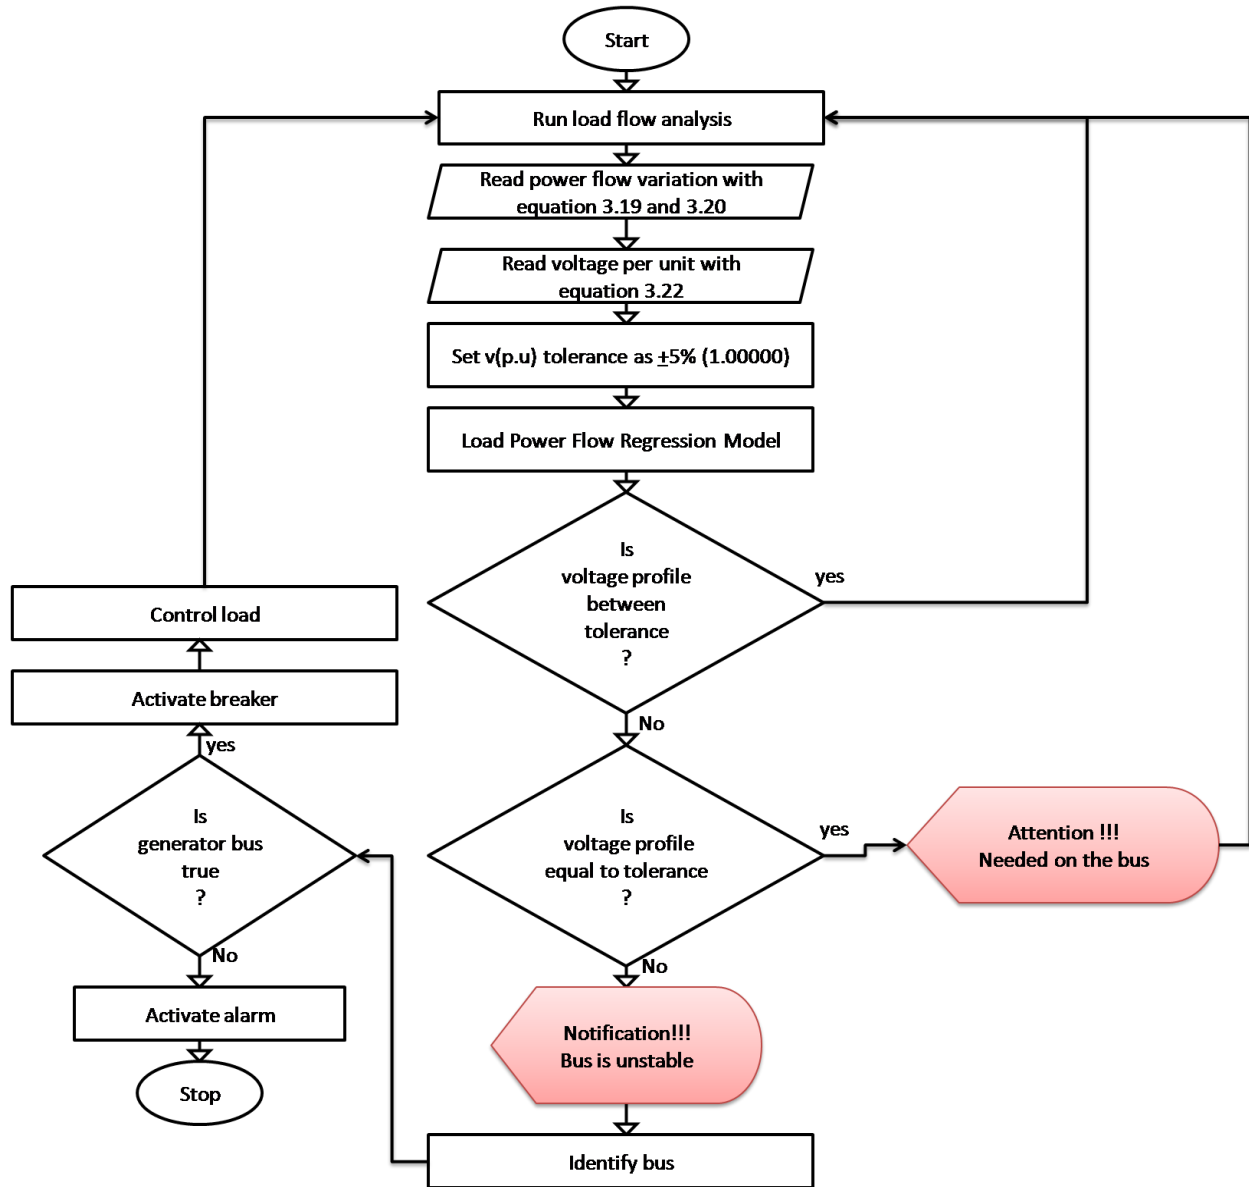 Start
Run load flow analysis
Read power flow variation with
equation 3.19 and 3.20
Read voltage per unit with
equation 3.22
Set v(p.u) tolerance as ±5% (1.00000)
Load Power Flow Regression Model
Is
voltage profile
between
tolerance
?
yes
No
Is
voltage profile
equal to tolerance
?
yes
Attention !!!
Needed on the bus
No
Notification!!!
Bus is unstable
Identify bus
Is
generator bus
true
?
yes
Activate breaker
Control load
No
Activate alarm
Stop